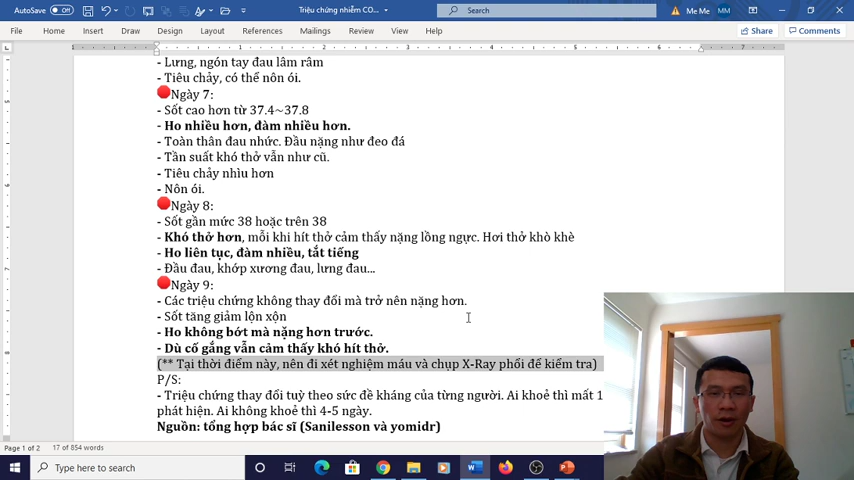 AutoSave Off
Triệu chứng nhiễm CO...
Search
Me Me MM
File Home Insert Draw Design Layout References Mailings Review View Help Share Comments
1 1 2 3 4 5 6 7
- Lưng, ngón tay đau lâm râm
- Tiêu chảy, có thể nôn ói.
Ngày 7:
- Sốt cao hơn từ 37.4~37.8
- Ho nhiều hơn, đàm nhiều hơn.
- Toàn thân đau nhức. Đầu nặng như đeo đá
- Tần suất khó thở vẫn như cũ.
- Tiêu chảy nhìu hơn
- Nôn ói.
Ngày 8:
- Sốt gần mức 38 hoặc trên 38
- Khó thở hơn, mỗi khi hít thở cảm thấy nặng lồng ngực. Hơi thở khò khè
- Ho liên tục, đàm nhiều, tắt tiếng
- Đầu đau, khớp xương đau, lưng đau...
Ngày 9:
- Các triệu chứng không thay đổi mà trở nên nặng hơn.
- Sốt tăng giảm lộn xộn
- Ho không bớt mà nặng hơn trước.
- Dù cố gắng vẫn cảm thấy khó hít thở.
(** Tại thời điểm này, nên đi xét nghiệm máu và chụp X-Ray phổi để kiểm tra)
P/S:
- Triệu chứng thay đổi tuỳ theo sức đề kháng của từng người. Ai khoẻ thì mất 1
phát hiện. Ai không khoẻ thì 4-5 ngày.
Nguồn: tổng hợp bác sĩ (Sanilesson và yomidr)
Page 1 of 2 17 of 854 words
Type here to search